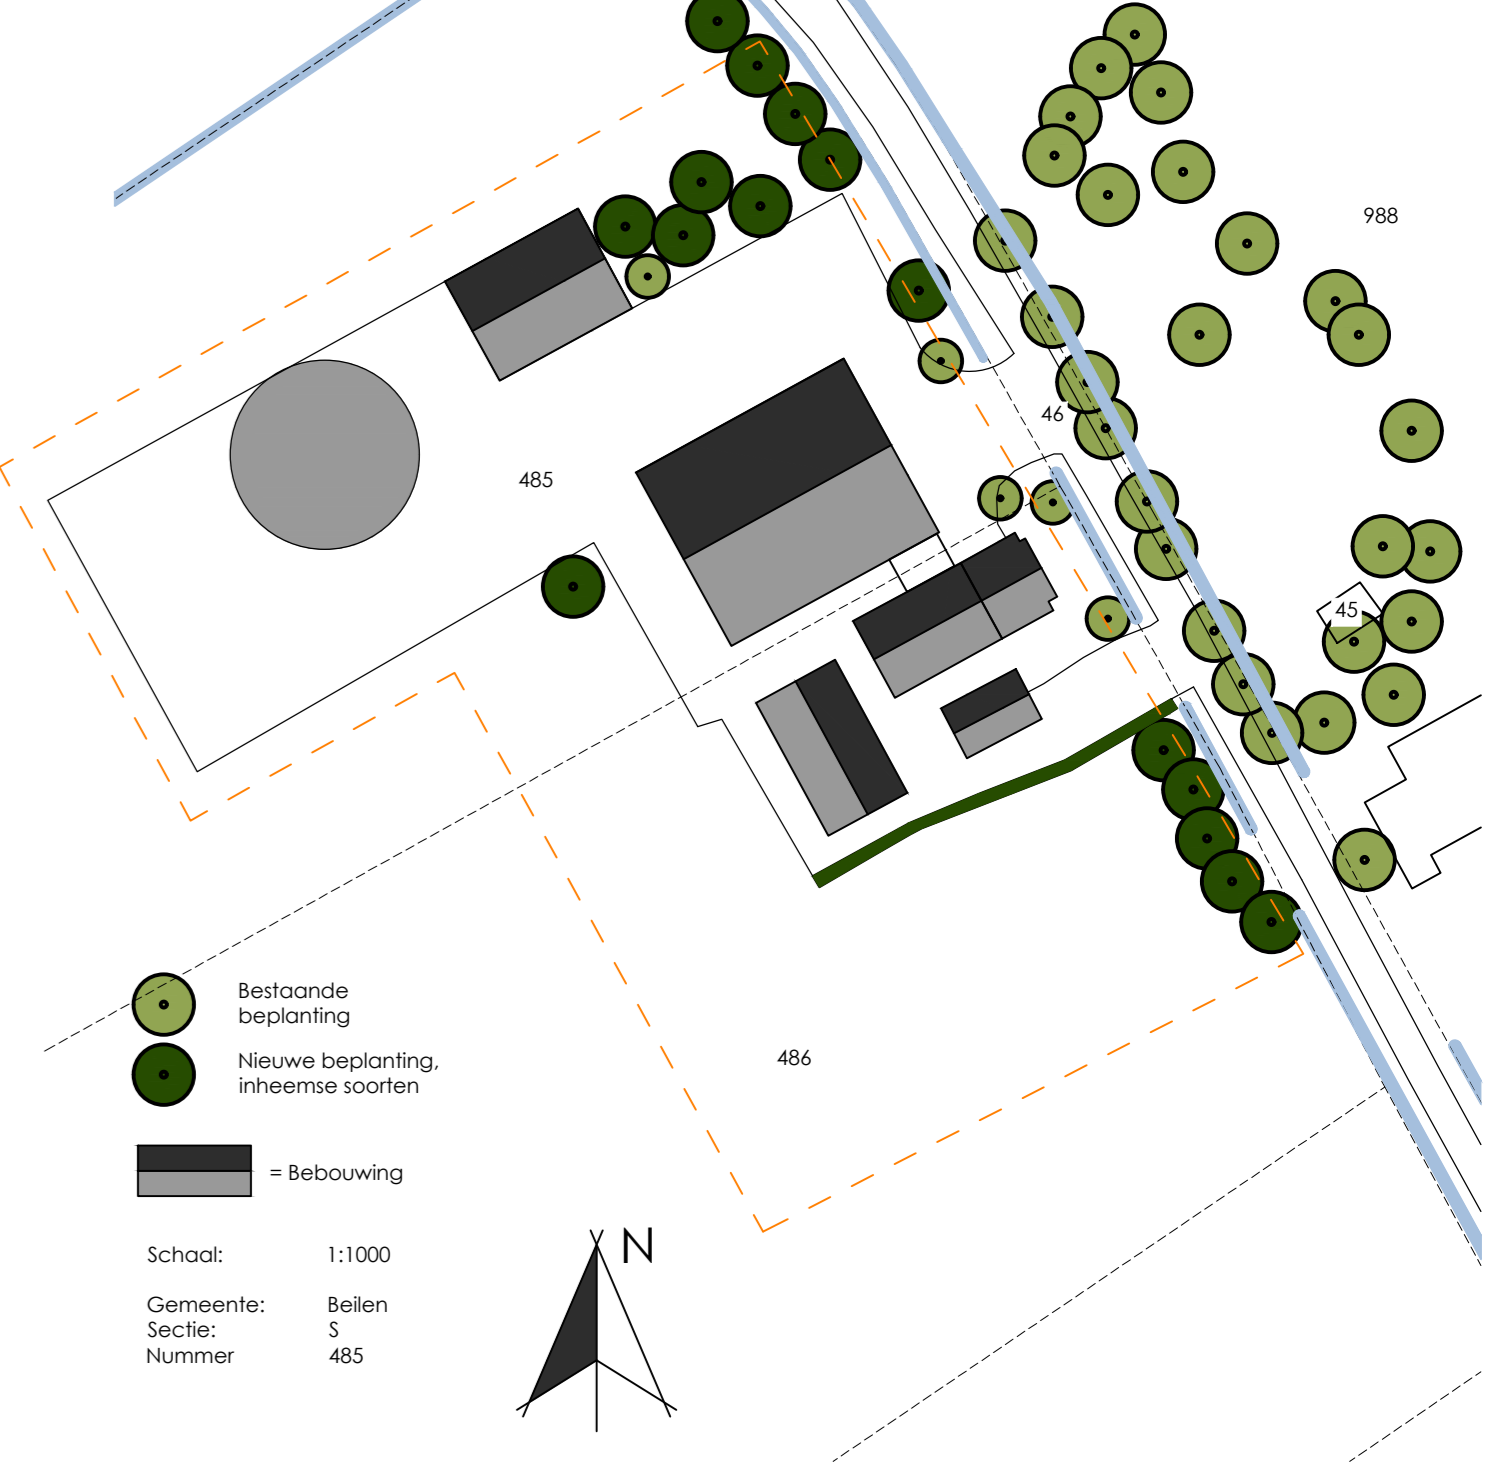 988
46
485
45
486
Bestaande
beplanting
Nieuwe beplanting,
inheemse soorten
= Bebouwing
N
Schaal: 1:1000
Gemeente: Beilen
Sectie: S
Nummer 485